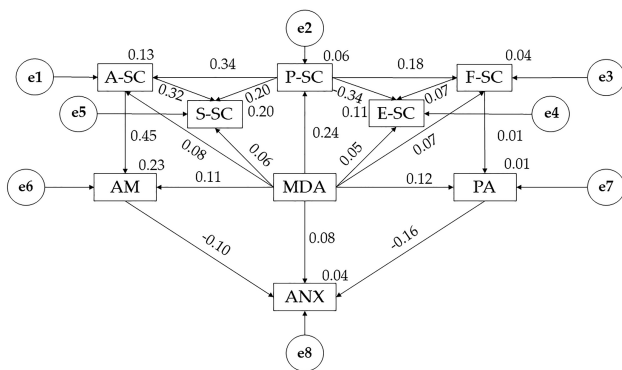 e2
0.13
0.34
0.06
0.18
0.04
e1
A-SC
P-SC
F-SC
e3
0.32
0.20
-0.34
0.07
e5
S-SC
0.20
0.11
E-SC
e4
0.45
0.08
0.06
0.24
0.05
0.07
0.01
0.23
0.01
e6
AM
0.11
MDA
0.12
PA
e7
-0.10
0.08
-0.16
0.04
ANX
e8